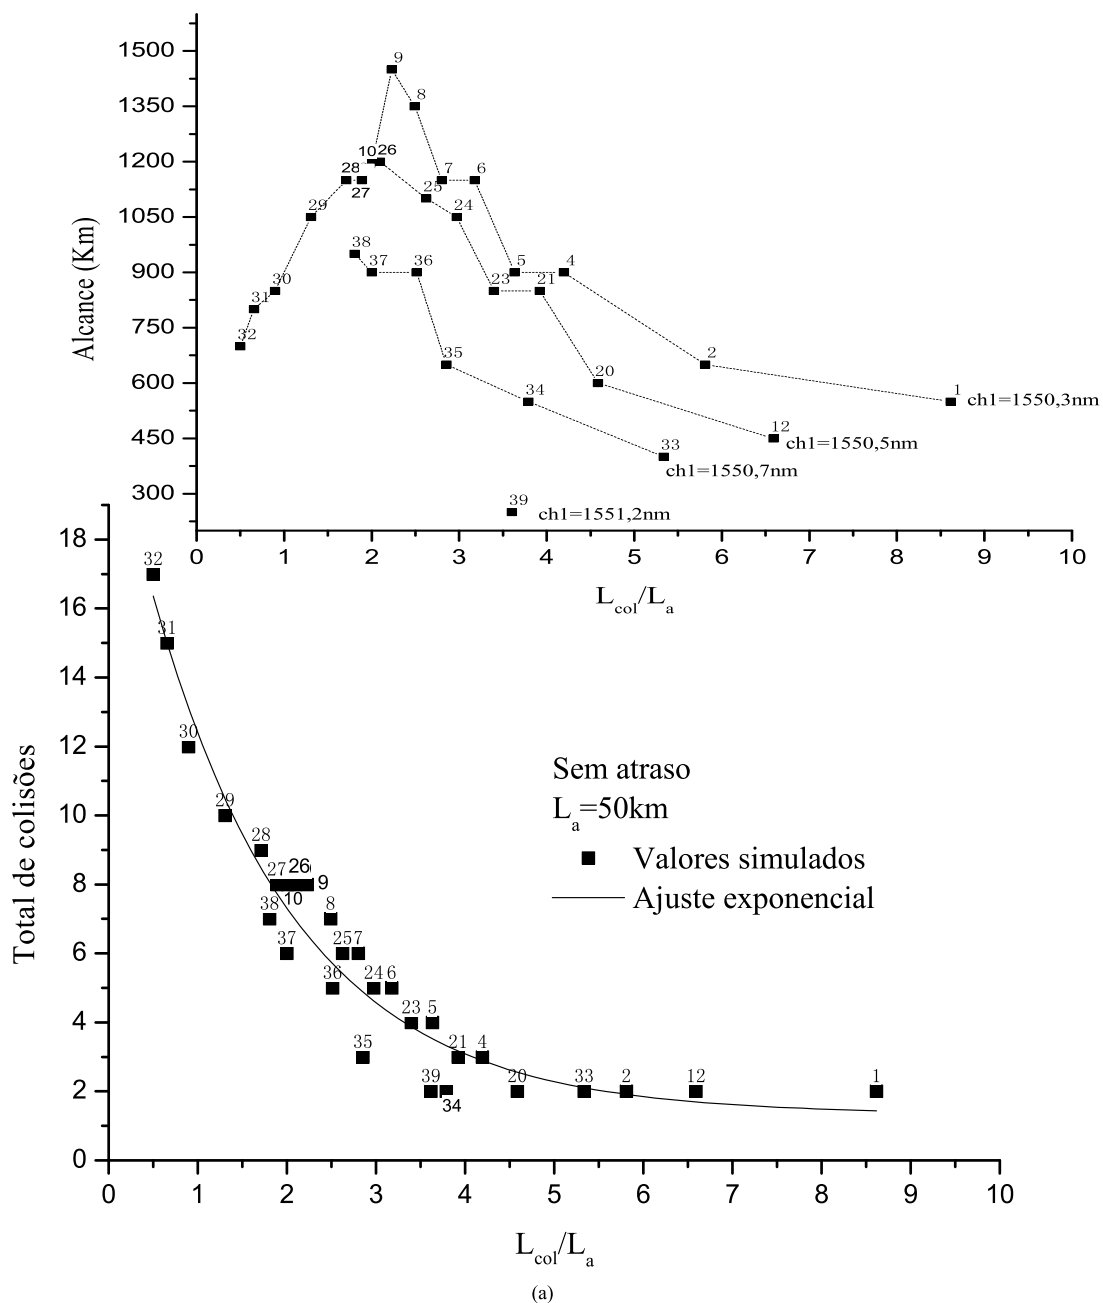 1500
1350
1200
1050
900
750
600
450
300
Alcance (Km)
9
8
10 26
7 6
28
27
25
24
29
38
37 36
5 4
30
23 21
31
32
35
2
20
34
1
ch1=1550,3nm
12
ch1=1550,5nm
33
ch1=1550,7nm
39
ch1=1551,2nm
0 1 2 3 4 5 6 7 8 9 10
L_col/L_a
18
16
14
12
10
8
6
4
2
0
Total de colisões
32
31
30
29
28
27 26 9
10
38 8
37 25 7
36 24 6
23 5
35 21 4
39 34 20 33 2 12 1
Sem atraso
L_a=50km
Valores simulados
Ajuste exponencial
0 1 2 3 4 5 6 7 8 9 10
L_col/L_a
(a)